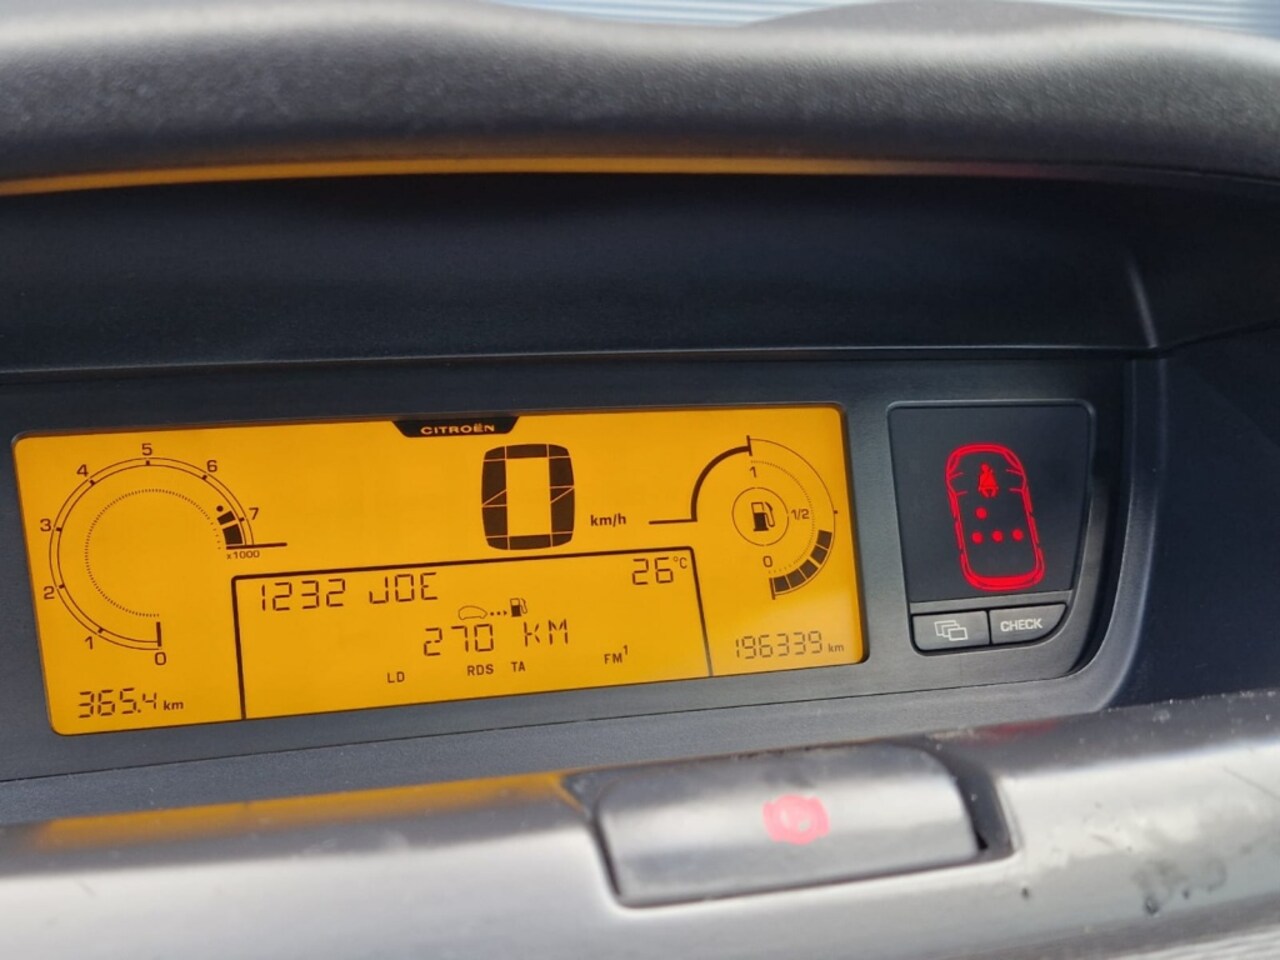 CITROËN
4 5 6
3 7
x1000
2
1 0
0 km/h
1
1/2
0
1232 JOE 26°C
270 KM
LD RDS TA FM1
365.4 km
196339 km
CHECK